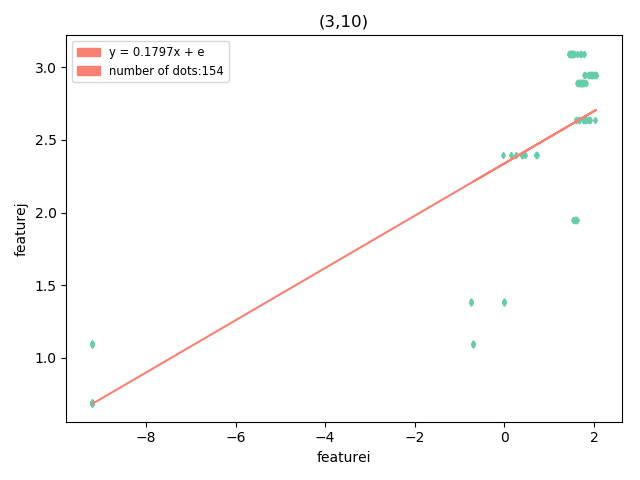 (3,10)
y = 0.1797x + e
number of dots:154
3.0
2.5
2.0
1.5
1.0
featurej
−8 −6 −4 −2 0 2
featurei